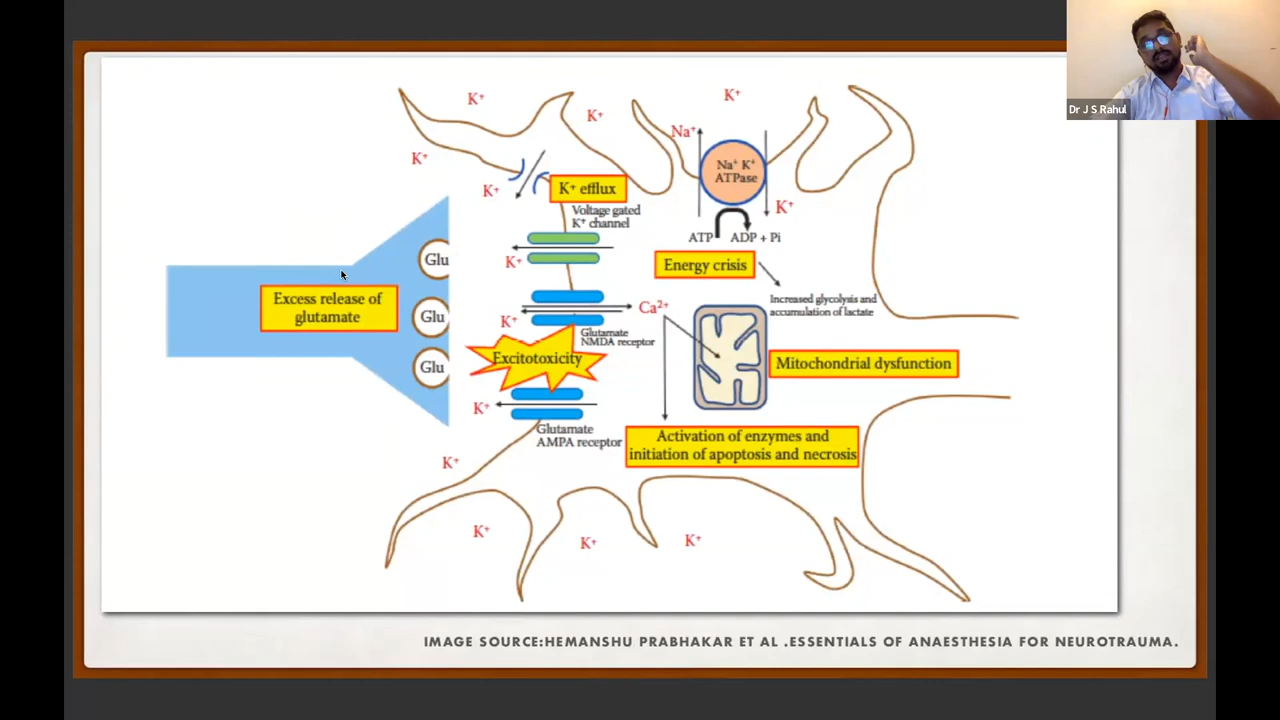 Dr J S Rahul
K⁺
K⁺
K⁺
K⁺
Na⁺
Na⁺ K⁺
ATPase
K⁺
K⁺ efflux
K⁺
Voltage gated
K⁺ channel
ATP
ADP + Pi
Glu
K⁺
Energy crisis
Excess release of
glutamate
Increased glycolysis and
accumulation of lactate
Glu
K⁺
Ca²⁺
Glutamate
NMDA receptor
Excitotoxicity
Glu
Mitochondrial dysfunction
K⁺
Glutamate
AMPA receptor
Activation of enzymes and
initiation of apoptosis and necrosis
K⁺
K⁺
K⁺
K⁺
IMAGE SOURCE:HEMANSHU PRABHAKAR ET AL .ESSENTIALS OF ANAESTHESIA FOR NEUROTRAUMA.